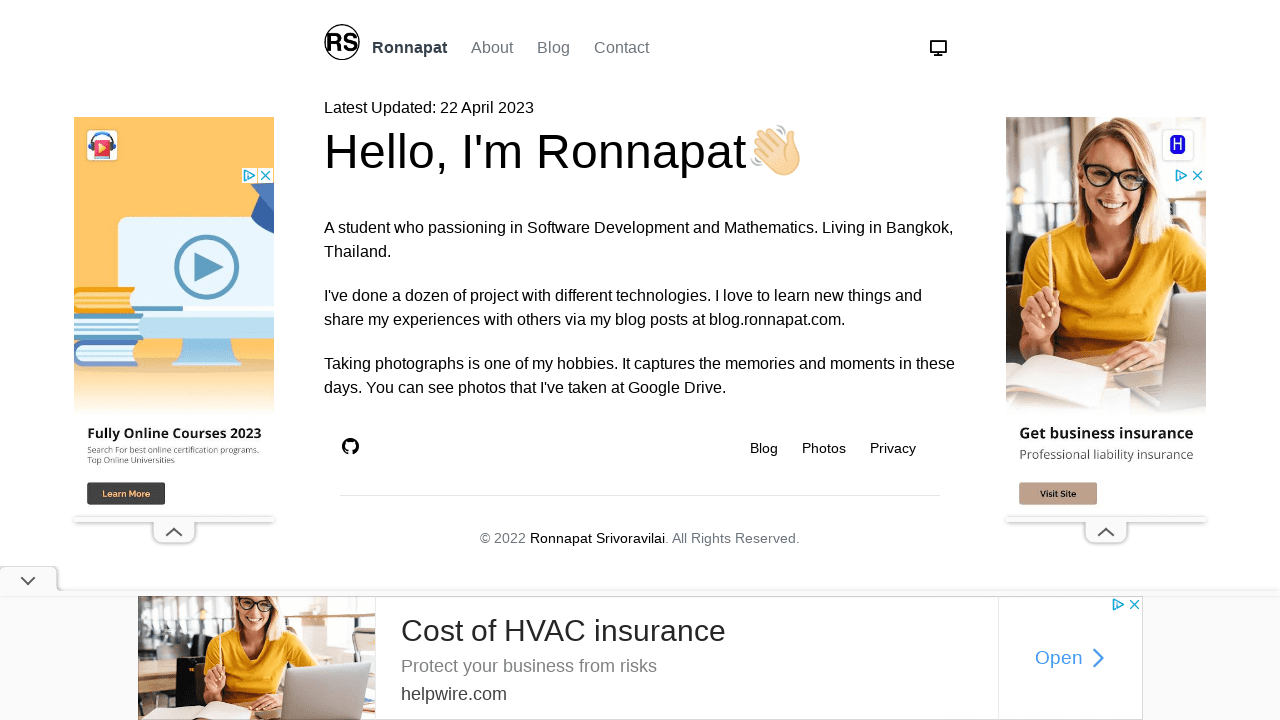 RS Ronnapat About Blog Contact
Latest Updated: 22 April 2023
Hello, I'm Ronnapat
A student who passioning in Software Development and Mathematics. Living in Bangkok,
Thailand.
I've done a dozen of project with different technologies. I love to learn new things and
share my experiences with others via my blog posts at blog.ronnapat.com.
Taking photographs is one of my hobbies. It captures the memories and moments in these
days. You can see photos that I've taken at Google Drive.
Blog Photos Privacy
© 2022 Ronnapat Srivoravilai. All Rights Reserved.
Fully Online Courses 2023
Search For best online certification programs.
Top Online Universities
Learn More
H
Get business insurance
Professional liability insurance
Visit Site
Cost of HVAC insurance
Protect your business from risks
helpwire.com
Open